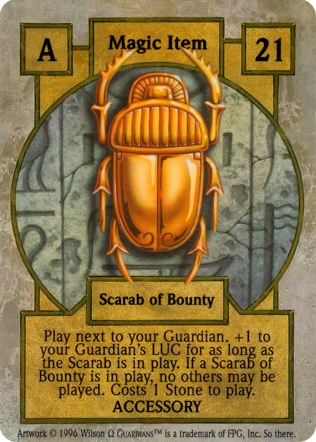 A
Magic Item
21
Scarab of Bounty
Play next to your Guardian. +1 to
your Guardian's LUC for as long as
the Scarab is in play. If a Scarab of
Bounty is in play, no others may be
played. Costs 1 Stone to play.
ACCESSORY
Artwork © 1996 Wilson Ω GUARDIANS™ is a trademark of FPG, Inc. So there.